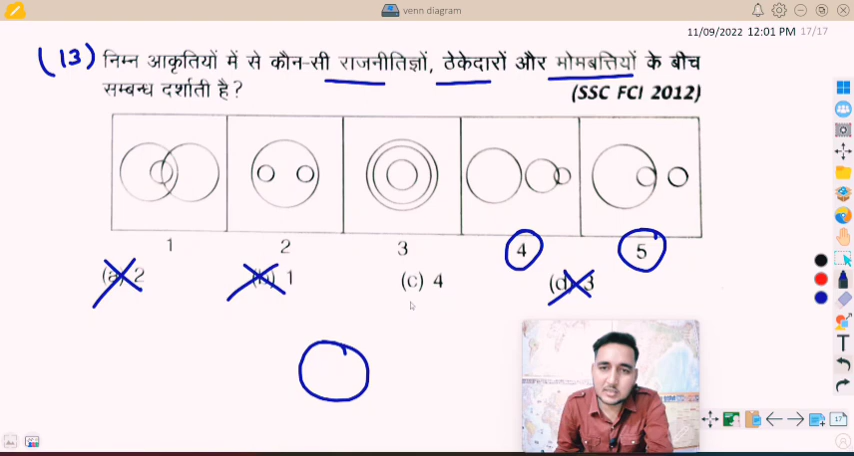 venn diagram
11/09/2022 12:01 PM 17/17
(13) निम्न आकृतियों में से कौन-सी राजनीतिज्ञों, ठेकेदारों और मोमबत्तियों के बीच
सम्बन्ध दर्शाती है?
(SSC FCI 2012)
1 2 3 4 5
(a) 2 (b) 1 (c) 4 (d) 3
T
17